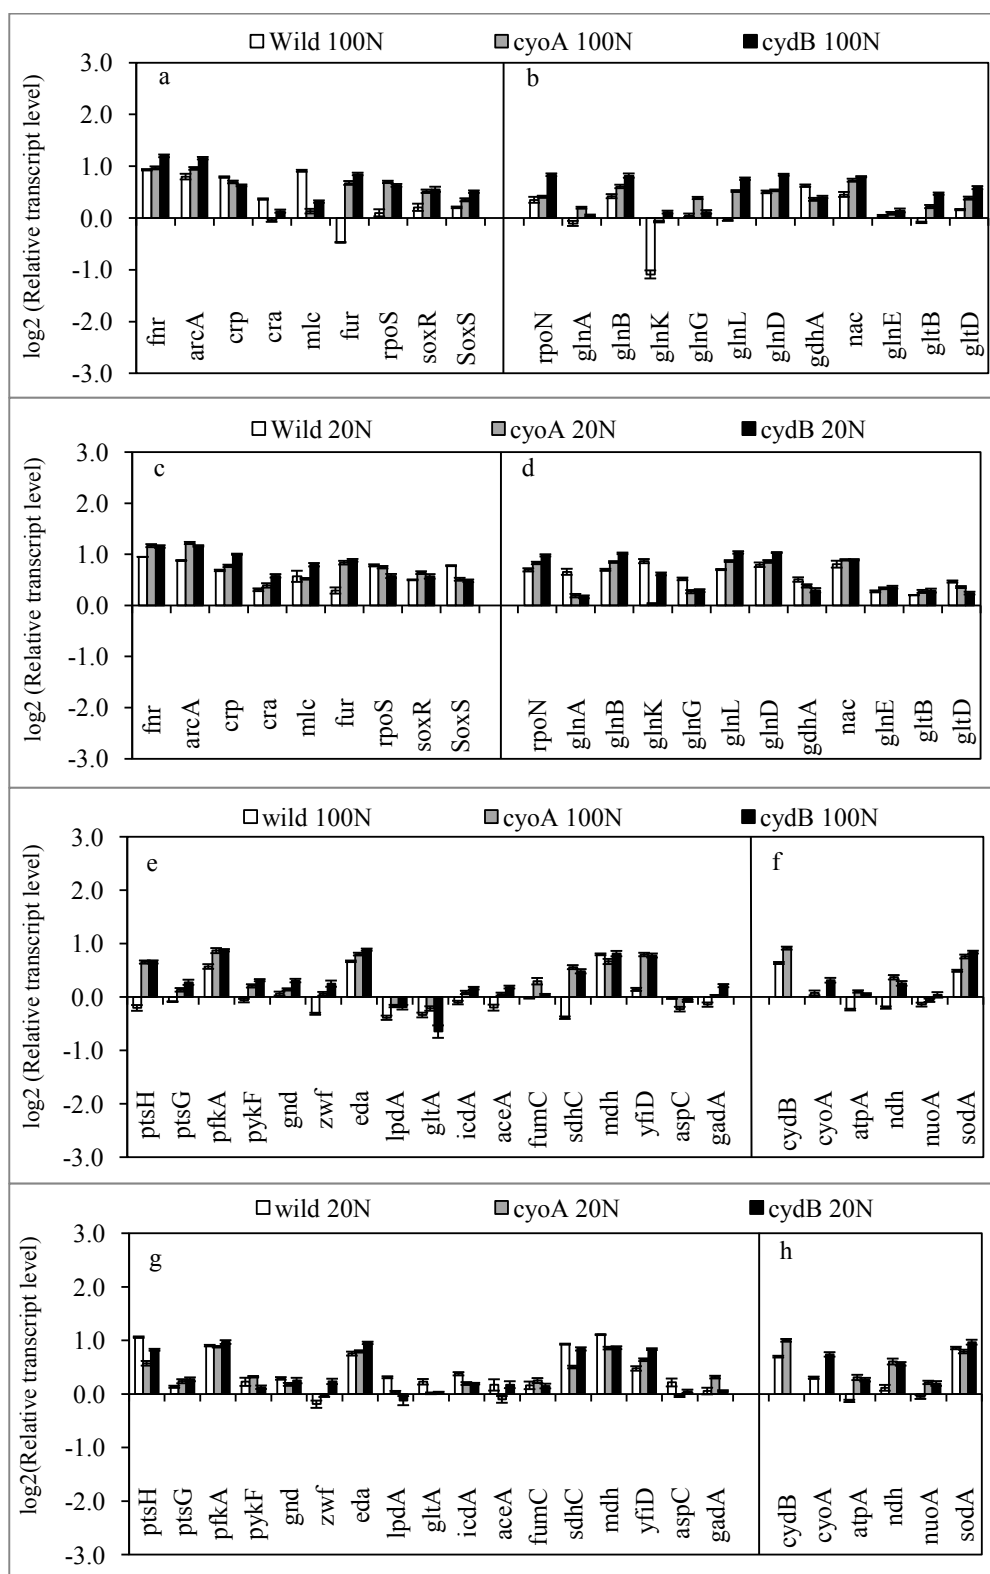 Wild 100N cyoA 100N cydB 100N
log2 (Relative transcript level)
3.0
2.0
1.0
0.0
-1.0
-2.0
-3.0
a
fnr arcA crp cra mlc fur rpoS soxR SoxS
b
rpoN glnA glnB glnK glnG glnL glnD gdhA nac glnE gltB gltD
Wild 20N cyoA 20N cydB 20N
log2 (Relative transcript level)
3.0
2.0
1.0
0.0
-1.0
-2.0
-3.0
c
fnr arcA crp cra mlc fur rpoS soxR SoxS
d
rpoN glnA glnB glnK glnG glnL glnD gdhA nac glnE gltB gltD
wild 100N cyoA 100N cydB 100N
log2 (Relative transcript level)
3.0
2.0
1.0
0.0
-1.0
-2.0
-3.0
e
ptsH ptsG pfkA pykF gnd zwf eda lpdA gltA icdA aceA fumC sdhC mdh yfiD aspC gadA
f
cydB cyoA atpA ndh nuoA sodA
wild 20N cyoA 20N cydB 20N
log2(Relative transcript level)
3.0
2.0
1.0
0.0
-1.0
-2.0
-3.0
g
ptsH ptsG pfkA pykF gnd zwf eda lpdA gltA icdA aceA fumC sdhC mdh yfiD aspC gadA
h
cydB cyoA atpA ndh nuoA sodA